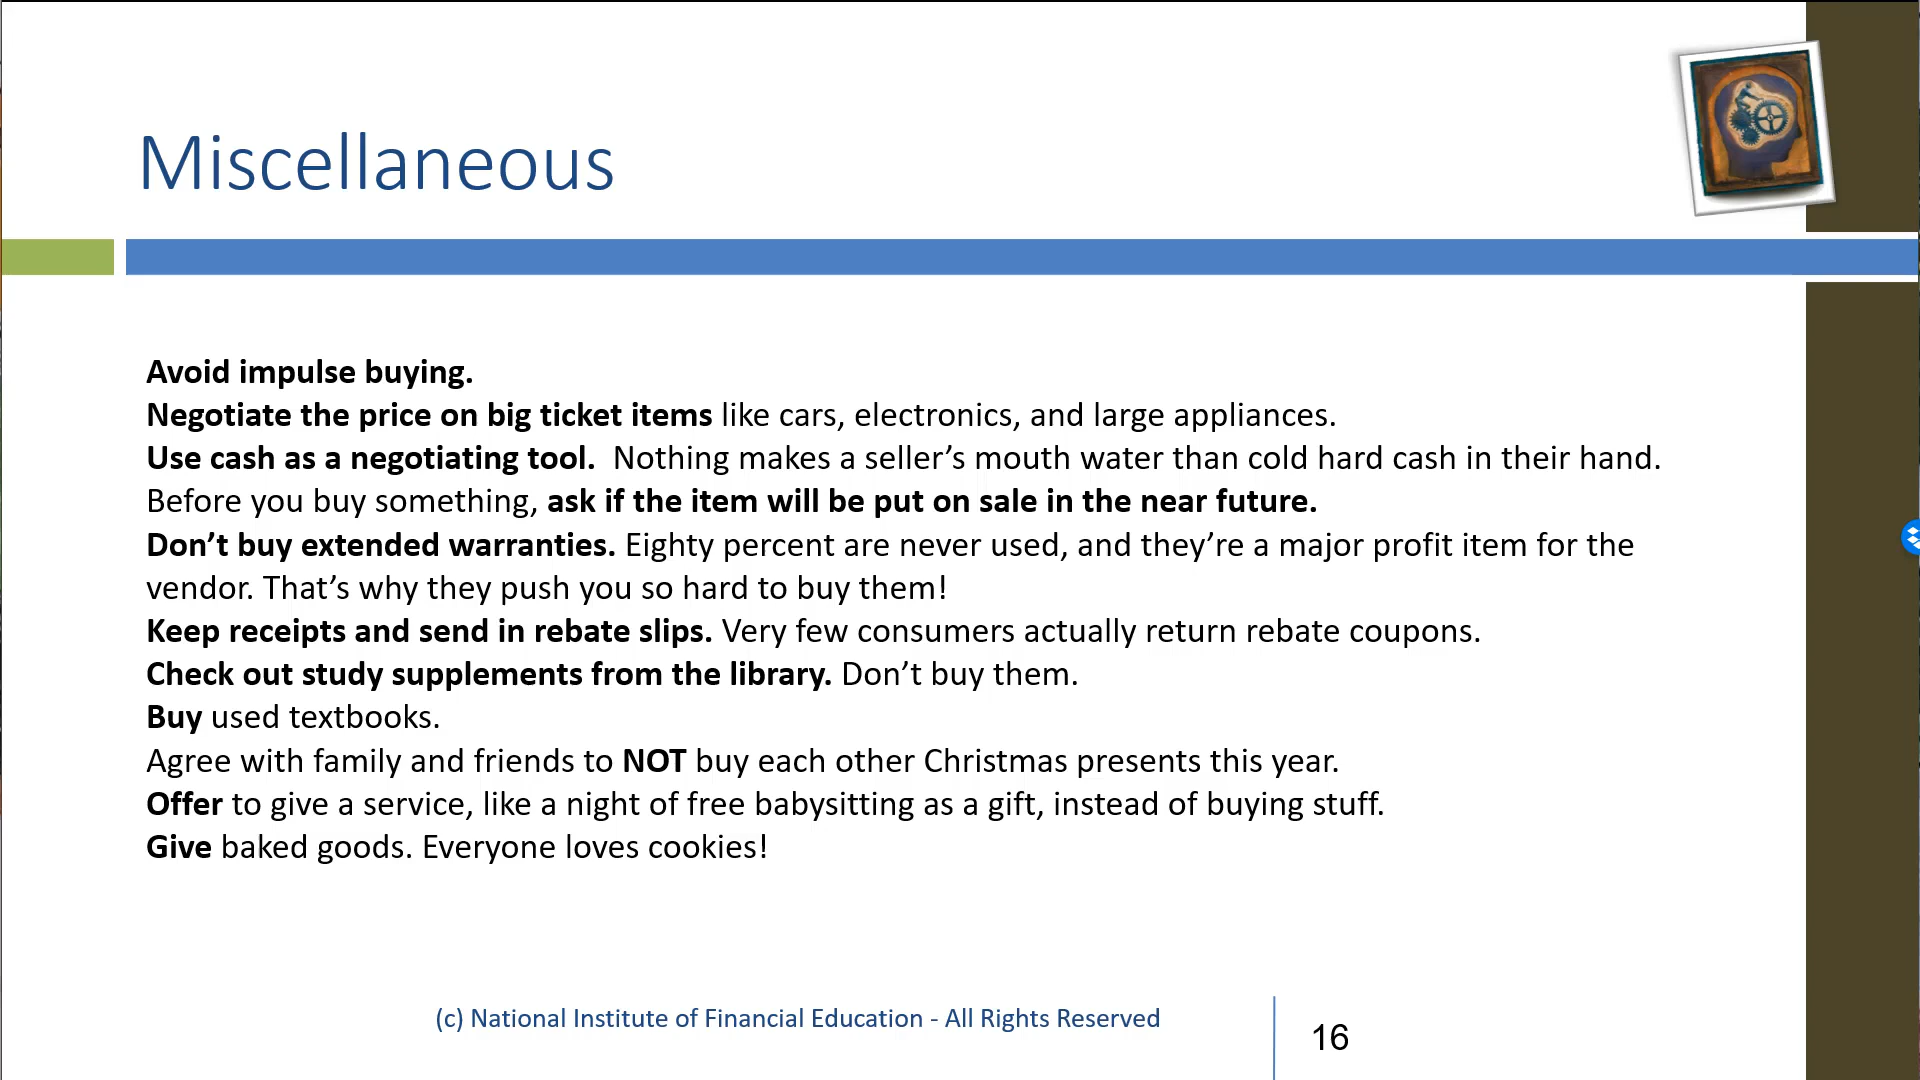 Miscellaneous
Avoid impulse buying.
Negotiate the price on big ticket items like cars, electronics, and large appliances.
Use cash as a negotiating tool.  Nothing makes a seller’s mouth water than cold hard cash in their hand.
Before you buy something, ask if the item will be put on sale in the near future.
Don’t buy extended warranties. Eighty percent are never used, and they’re a major profit item for the
vendor. That’s why they push you so hard to buy them!
Keep receipts and send in rebate slips. Very few consumers actually return rebate coupons.
Check out study supplements from the library. Don’t buy them.
Buy used textbooks.
Agree with family and friends to NOT buy each other Christmas presents this year.
Offer to give a service, like a night of free babysitting as a gift, instead of buying stuff.
Give baked goods. Everyone loves cookies!
(c) National Institute of Financial Education - All Rights Reserved
16